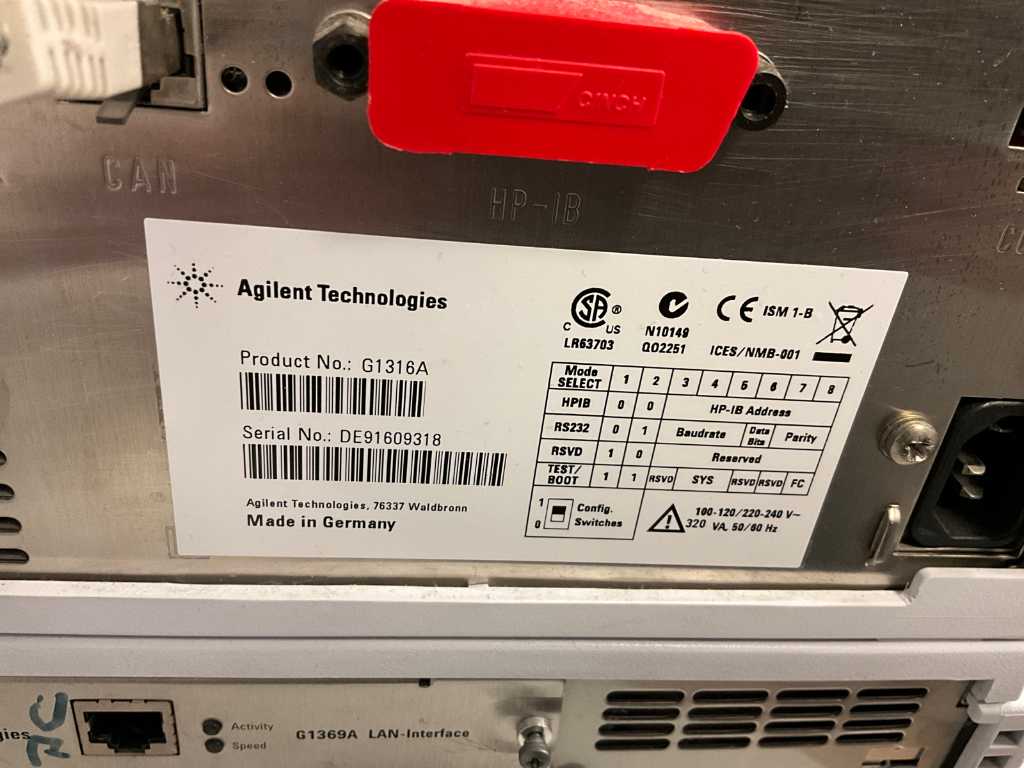 CINCH
CAN
HP-IB
Agilent Technologies
Product No.: G1316A
Serial No.: DE91609318
Agilent Technologies, 76337 Waldbronn
Made in Germany
C SA ® US
LR63703
N10149
Q02251
CE ISM 1-B
ICES/NMB-001
Mode SELECT 1 2 3 4 5 6 7 8
HPIB 0 0 HP-IB Address
RS232 0 1 Baudrate Data Bits Parity
RSVD 1 0 Reserved
TEST/BOOT 1 1 RSVD SYS RSVD RSVD FC
1
0
Config.
Switches
100-120/220-240 V~
320 VA, 50/60 Hz
Activity
Speed
G1369A LAN-Interface